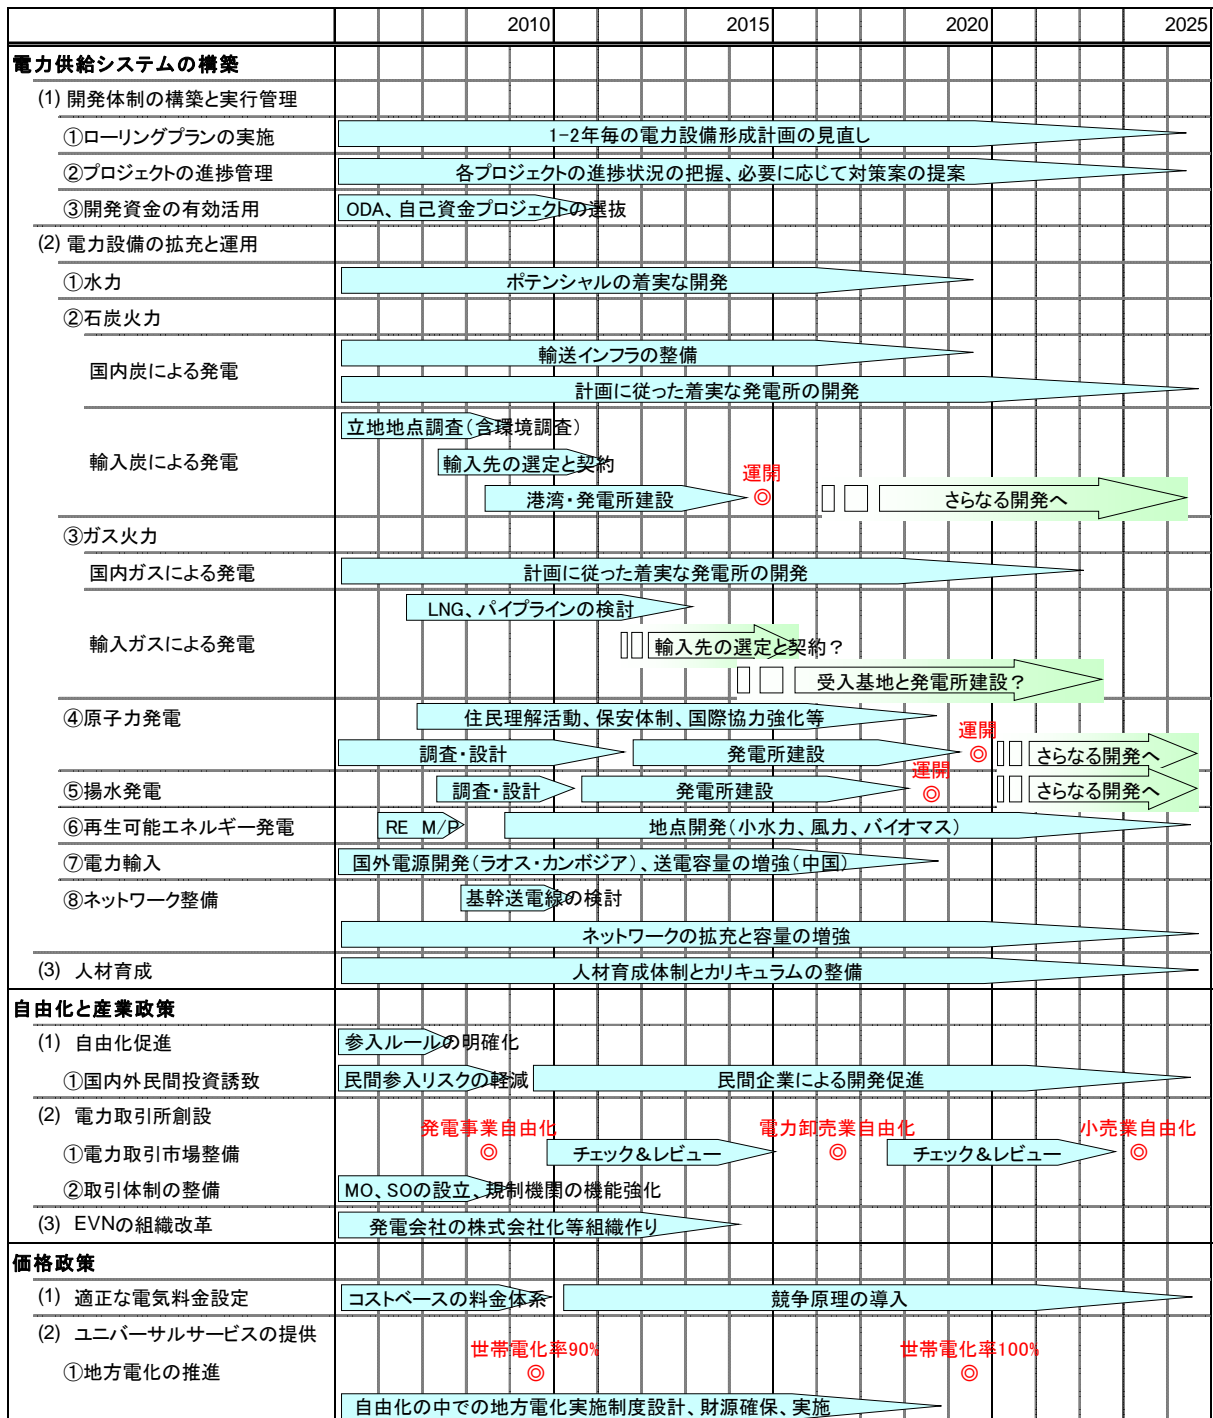 2010 2015 2020 2025
電力供給システムの構築
(1) 開発体制の構築と実行管理
①ローリングプランの実施 1-2年毎の電力設備形成計画の見直し
②プロジェクトの進捗管理 各プロジェクトの進捗状況の把握、必要に応じて対策案の提案
③開発資金の有効活用 ODA、自己資金プロジェクトの選抜
(2) 電力設備の拡充と運用
①水力 ポテンシャルの着実な開発
②石炭火力
国内炭による発電 輸送インフラの整備
計画に従った着実な発電所の開発
立地地点調査(含環境調査)
輸入炭による発電 輸入先の選定と契約
運開
港湾・発電所建設 ◎ さらなる開発へ
③ガス火力
国内ガスによる発電 計画に従った着実な発電所の開発
LNG、パイプラインの検討
輸入ガスによる発電 輸入先の選定と契約?
受入基地と発電所建設?
④原子力発電 住民理解活動、保安体制、国際協力強化等
運開
調査・設計 発電所建設 ◎ さらなる開発へ
運開
⑤揚水発電 調査・設計 発電所建設 ◎ さらなる開発へ
⑥再生可能エネルギー発電 RE M/P 地点開発(小水力、風力、バイオマス)
⑦電力輸入 国外電源開発(ラオス・カンボジア)、送電容量の増強(中国)
⑧ネットワーク整備 基幹送電線の検討
ネットワークの拡充と容量の増強
(3) 人材育成 人材育成体制とカリキュラムの整備
自由化と産業政策
(1) 自由化促進 参入ルールの明確化
①国内外民間投資誘致 民間参入リスクの軽減 民間企業による開発促進
(2) 電力取引所創設
発電事業自由化 電力卸売業自由化 小売業自由化
①電力取引市場整備 ◎ チェック&レビュー ◎ チェック&レビュー ◎
②取引体制の整備 MO、SOの設立、規制機関の機能強化
(3) EVNの組織改革 発電会社の株式会社化等組織作り
価格政策
(1) 適正な電気料金設定 コストベースの料金体系 競争原理の導入
(2) ユニバーサルサービスの提供
世帯電化率90% 世帯電化率100%
①地方電化の推進 ◎ ◎
自由化の中での地方電化実施制度設計、財源確保、実施